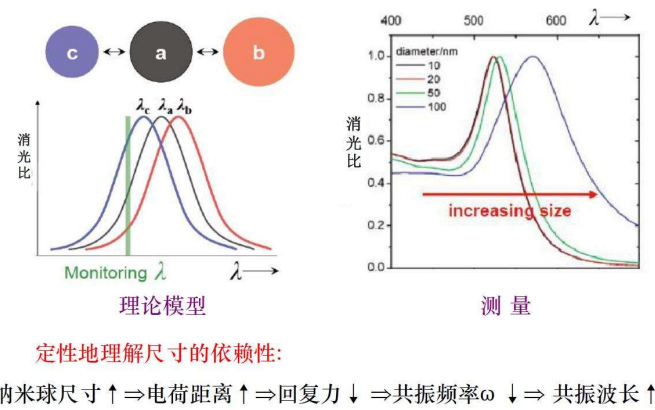 c a b
λc λa λb
消光比
Monitoring λ
λ
理论模型
400 500 600 λ
diameter/nm
10
20
50
100
1.0
0.8
0.6
0.4
0.2
0.0
消光比
increasing size
测 量
定性地理解尺寸的依赖性:
纳米球尺寸↑⇒电荷距离↑⇒回复力↓ ⇒共振频率ω ↓⇒ 共振波长↑